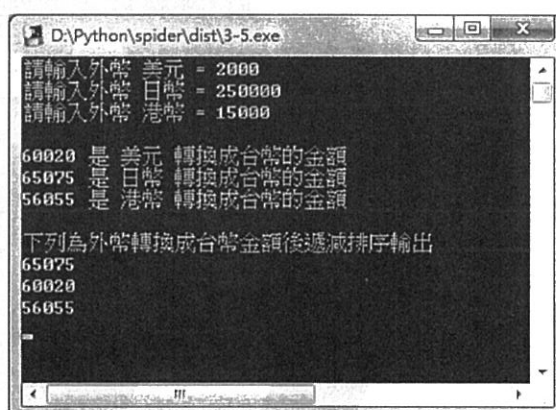 D:\Python\spider\dist\3-5.exe
請輸入外幣 美元 = 2000
請輸入外幣 日幣 = 250000
請輸入外幣 港幣 = 15000
60020 是 美元 轉換成台幣的金額
65075 是 日幣 轉換成台幣的金額
56055 是 港幣 轉換成台幣的金額
下列為外幣轉換成台幣金額後遞減排序輸出
65075
60020
56055